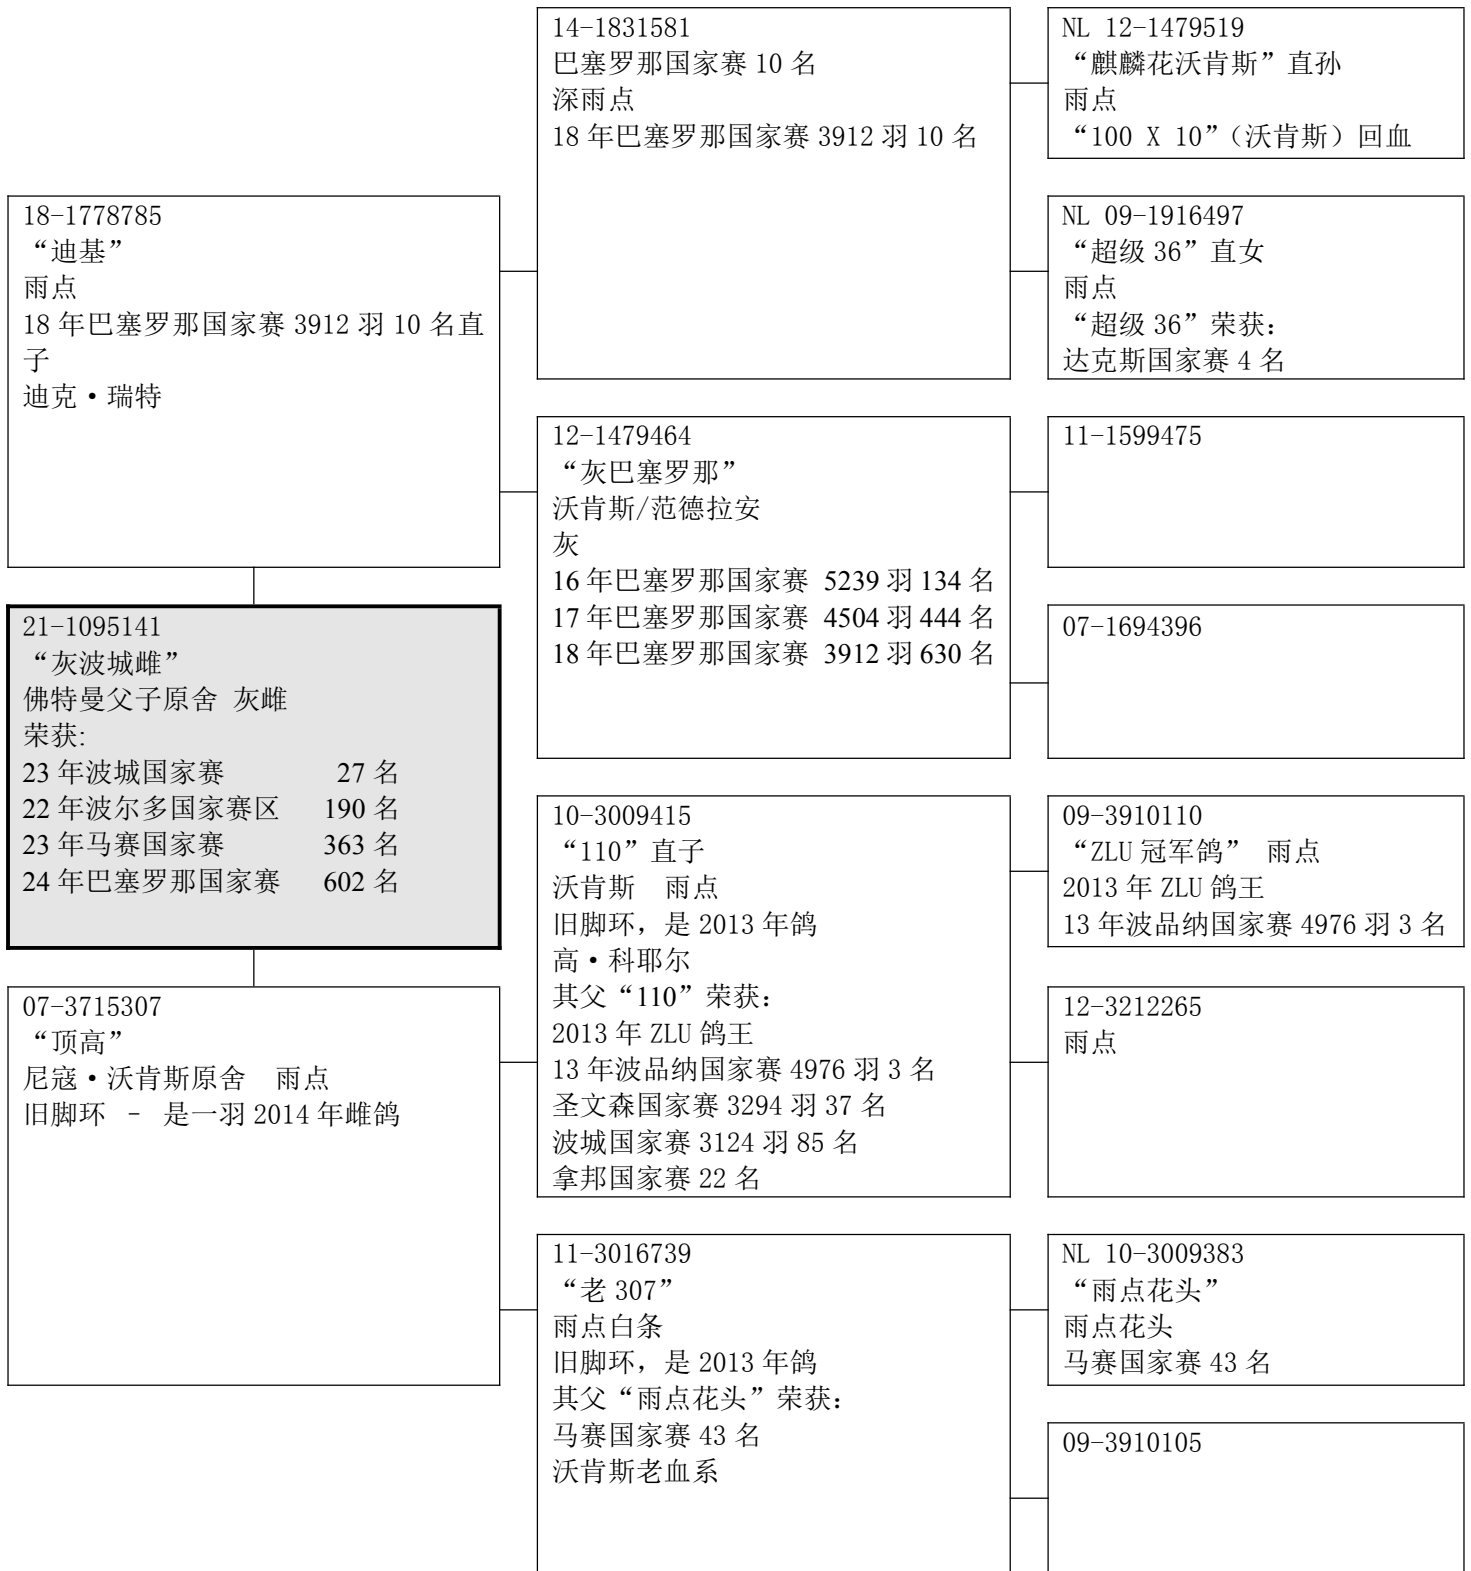 18-1778785
“迪基”
雨点
18 年巴塞罗那国家赛 3912 羽 10 名直
子
迪克·瑞特
21-1095141
“灰波城雌”
佛特曼父子原舍 灰雌
荣获:
23 年波城国家赛 27 名
22 年波尔多国家赛区 190 名
23 年马赛国家赛 363 名
24 年巴塞罗那国家赛 602 名
07-3715307
“顶高”
尼寇·沃肯斯原舍 雨点
旧脚环 – 是一羽 2014 年雌鸽
14-1831581
巴塞罗那国家赛 10 名
深雨点
18 年巴塞罗那国家赛 3912 羽 10 名
12-1479464
“灰巴塞罗那”
沃肯斯/范德拉安
灰
16 年巴塞罗那国家赛 5239 羽 134 名
17 年巴塞罗那国家赛 4504 羽 444 名
18 年巴塞罗那国家赛 3912 羽 630 名
10-3009415
“110”直子
沃肯斯 雨点
旧脚环，是 2013 年鸽
高·科耶尔
其父“110”荣获：
2013 年 ZLU 鸽王
13 年波品纳国家赛 4976 羽 3 名
圣文森国家赛 3294 羽 37 名
波城国家赛 3124 羽 85 名
拿邦国家赛 22 名
11-3016739
“老 307”
雨点白条
旧脚环，是 2013 年鸽
其父“雨点花头”荣获：
马赛国家赛 43 名
沃肯斯老血系
NL 12-1479519
“麒麟花沃肯斯”直孙
雨点
“100 X 10”（沃肯斯）回血
NL 09-1916497
“超级 36”直女
雨点
“超级 36”荣获：
达克斯国家赛 4 名
11-1599475
07-1694396
09-3910110
“ZLU 冠军鸽” 雨点
2013 年 ZLU 鸽王
13 年波品纳国家赛 4976 羽 3 名
12-3212265
雨点
NL 10-3009383
“雨点花头”
雨点花头
马赛国家赛 43 名
09-3910105